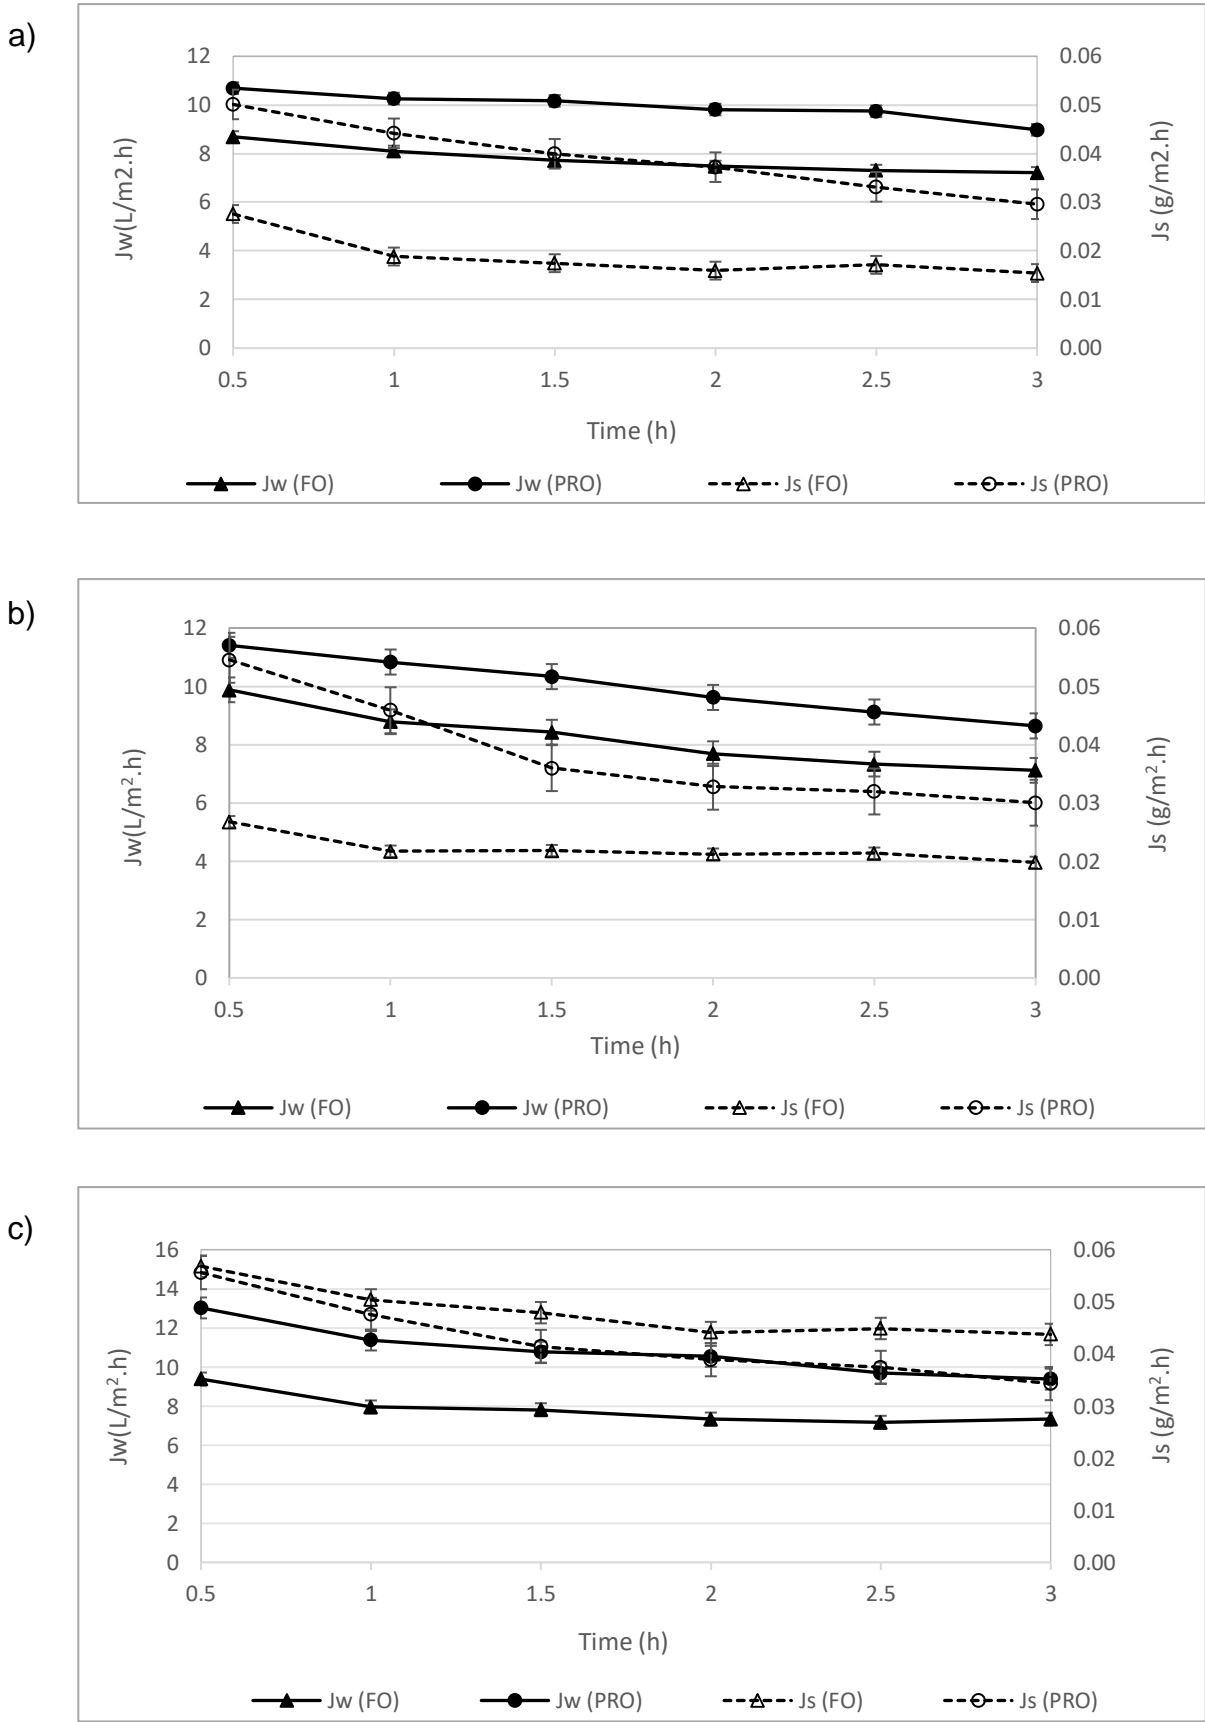 a)
12 0.06
10 0.05
8 0.04
6 0.03
4 0.02
2 0.01
0 0.00
Jw(L/m2.h)
Js (g/m2.h)
0.5 1 1.5 2 2.5 3
Time (h)
Jw (FO) Jw (PRO) Js (FO) Js (PRO)
b)
12 0.06
10 0.05
8 0.04
6 0.03
4 0.02
2 0.01
0 0.00
Jw(L/m².h)
Js (g/m².h)
0.5 1 1.5 2 2.5 3
Time (h)
Jw (FO) Jw (PRO) Js (FO) Js (PRO)
c)
16 0.06
14 0.05
12 0.04
10 0.03
8 0.02
6 0.01
4 0.00
2
0
Jw(L/m².h)
Js (g/m².h)
0.5 1 1.5 2 2.5 3
Time (h)
Jw (FO) Jw (PRO) Js (FO) Js (PRO)